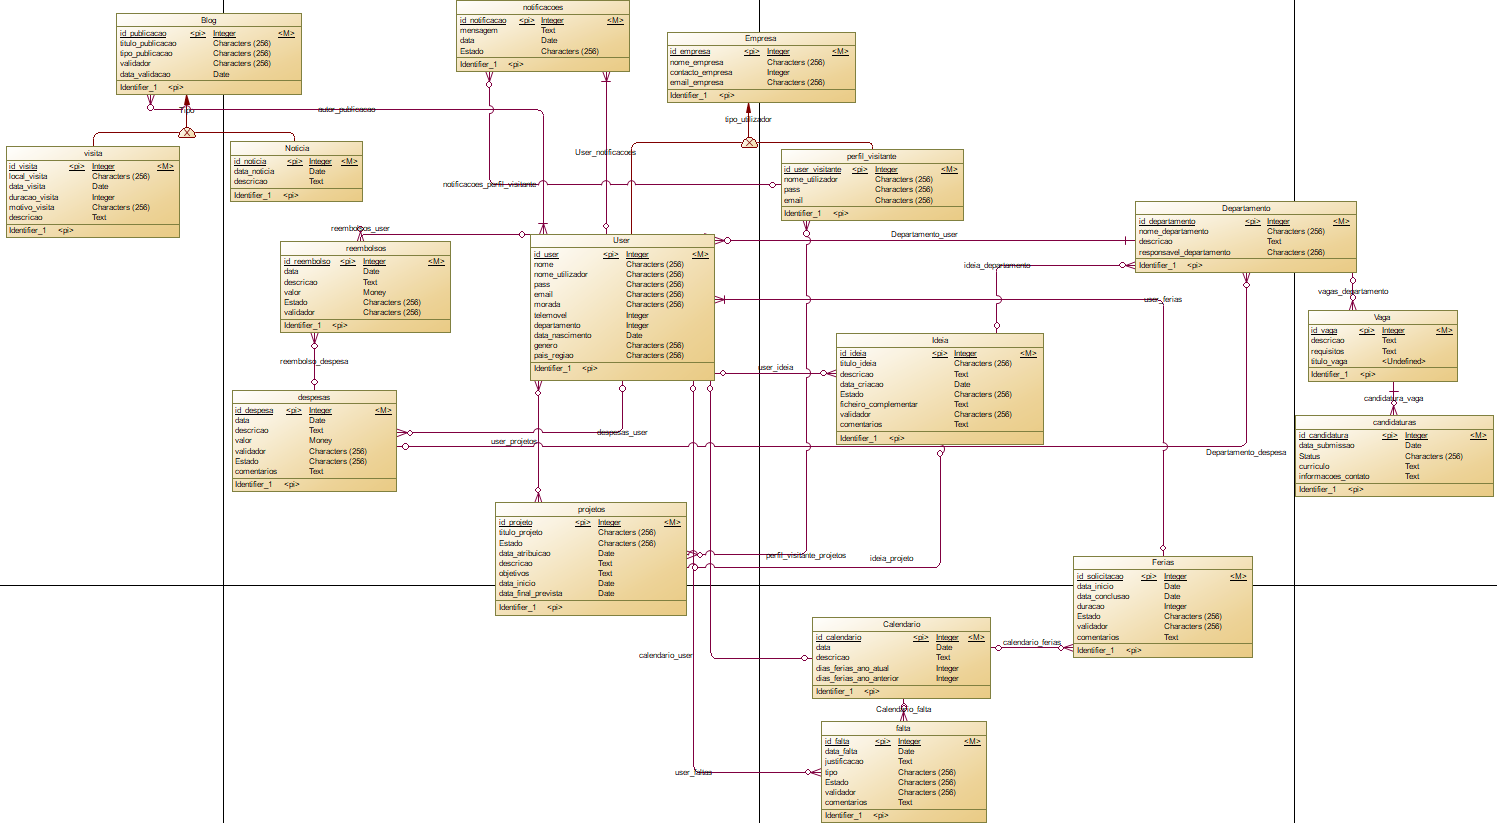 Blog
id_publicacao <pi> Integer <M>
titulo_publicacao Characters (256)
tipo_publicacao Characters (256)
validador Characters (256)
data_validacao Date
Identifier_1 <pi>
notificacoes
id_notificacao <pi> Integer <M>
mensagem Text
data Date
Estado Characters (256)
Identifier_1 <pi>
Empresa
id_empresa <pi> Integer <M>
nome_empresa Characters (256)
contacto_empresa Integer
email_empresa Characters (256)
Identifier_1 <pi>
Tipo
autor_publicacao
tipo_utilizador
visita
id_visita <pi> Integer <M>
local_visita Characters (256)
data_visita Date
duracao_visita Integer
motivo_visita Characters (256)
descricao Text
Identifier_1 <pi>
Noticia
id_noticia <pi> Integer <M>
data_noticia Date
descricao Text
Identifier_1 <pi>
User_notificacoes
notificacoes_perfil_visitante
perfil_visitante
id_user_visitante <pi> Integer <M>
nome_utilizador Characters (256)
pass Characters (256)
email Characters (256)
Identifier_1 <pi>
Departamento
id_departamento <pi> Integer <M>
nome_departamento Characters (256)
descricao Text
responsavel_departamento Characters (256)
Identifier_1 <pi>
reembolsos_user
Departamento_user
ideia_departamento
reembolsos
id_reembolso <pi> Integer <M>
data Date
descricao Text
valor Money
Estado Characters (256)
validador Characters (256)
Identifier_1 <pi>
User
id_user <pi> Integer <M>
nome Characters (256)
nome_utilizador Characters (256)
pass Characters (256)
email Characters (256)
morada Characters (256)
telemovel Integer
departamento Integer
data_nascimento Date
genero Characters (256)
pais_regiao Characters (256)
Identifier_1 <pi>
user_ferias
vagas_departamento
Vaga
id_vaga <pi> Integer <M>
descricao Text
requisitos Text
titulo_vaga <Undefined>
Identifier_1 <pi>
Ideia
id_ideia <pi> Integer <M>
titulo_ideia Characters (256)
descricao Text
data_criacao Date
Estado Characters (256)
ficheiro_complementar Text
validador Characters (256)
comentarios Text
Identifier_1 <pi>
reembolso_despesa
user_ideia
candidatura_vaga
despesas
id_despesa <pi> Integer <M>
data Date
descricao Text
valor Money
validador Characters (256)
Estado Characters (256)
comentarios Text
Identifier_1 <pi>
despesas_user
user_projetos
Departamento_despesa
candidaturas
id_candidatura <pi> Integer <M>
data_submissao Date
Status Characters (256)
curriculo Text
informacoes_contato Text
Identifier_1 <pi>
projetos
id_projeto <pi> Integer <M>
titulo_projeto Characters (256)
Estado Characters (256)
data_atribuicao Date
descricao Text
objetivos Text
data_inicio Date
data_final_prevista Date
Identifier_1 <pi>
perfil_visitante_projetos
ideia_projeto
Ferias
id_solicitacao <pi> Integer <M>
data_inicio Date
data_conclusao Date
duracao Integer
Estado Characters (256)
validador Characters (256)
comentarios Text
Identifier_1 <pi>
Calendario
id_calendario <pi> Integer <M>
data Date
descricao Text
dias_ferias_ano_atual Integer
dias_ferias_ano_anterior Integer
Identifier_1 <pi>
calendario_ferias
calendario_user
Calendario_falta
falta
id_falta <pi> Integer <M>
data_falta Date
justificacao Text
tipo Characters (256)
Estado Characters (256)
validador Characters (256)
comentarios Text
Identifier_1 <pi>
user_faltas